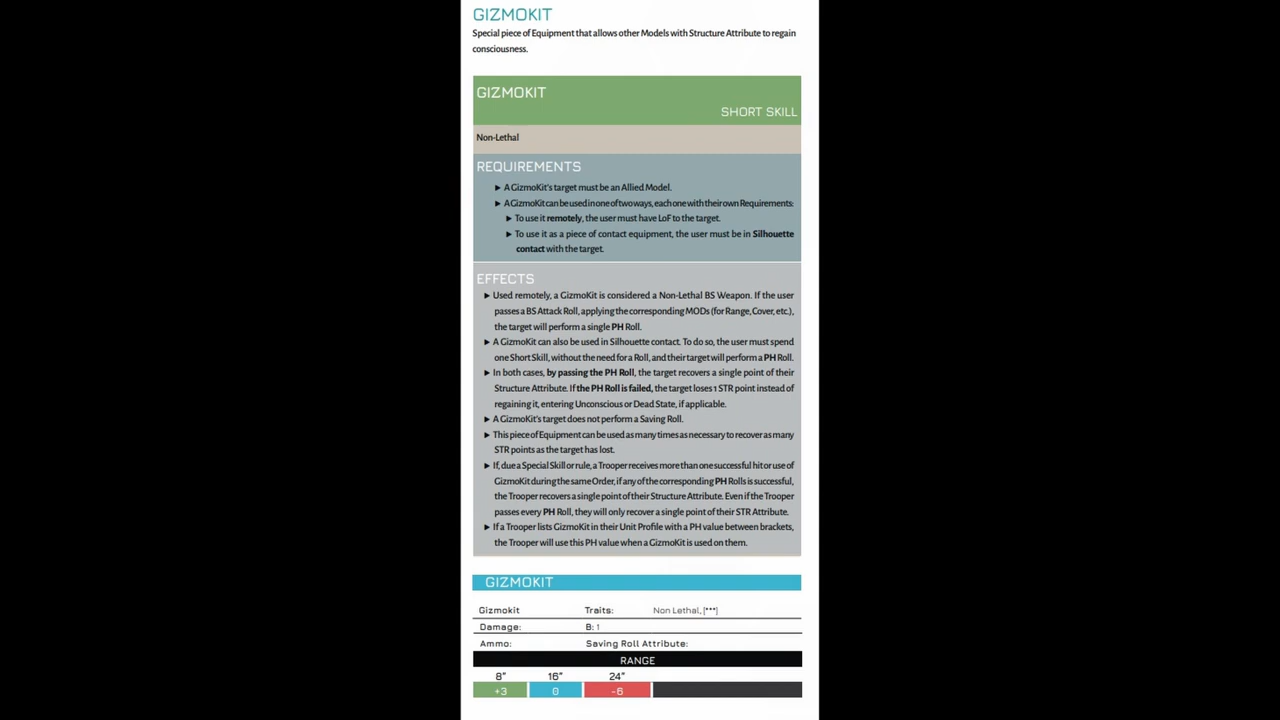 GIZMOKIT
Special piece of Equipment that allows other Models with Structure Attribute to regain
consciousness.
GIZMOKIT
SHORT SKILL
Non-Lethal
REQUIREMENTS
► A GizmoKit's target must be an Allied Model.
► A GizmoKit can be used in one of two ways, each one with their own Requirements:
► To use it remotely, the user must have LoF to the target.
► To use it as a piece of contact equipment, the user must be in Silhouette
contact with the target.
EFFECTS
► Used remotely, a GizmoKit is considered a Non-Lethal BS Weapon. If the user
passes a BS Attack Roll, applying the corresponding MODs (for Range, Cover, etc.),
the target will perform a single PH Roll.
► A GizmoKit can also be used in Silhouette contact. To do so, the user must spend
one Short Skill, without the need for a Roll, and their target will perform a PH Roll.
► In both cases, by passing the PH Roll, the target recovers a single point of their
Structure Attribute. If the PH Roll is failed, the target loses 1 STR point instead of
regaining it, entering Unconscious or Dead State, if applicable.
► A GizmoKit's target does not perform a Saving Roll.
► This piece of Equipment can be used as many times as necessary to recover as many
STR points as the target has lost.
► If, due a Special Skill or rule, a Trooper receives more than one successful hit or use of
GizmoKit during the same Order, if any of the corresponding PH Rolls is successful,
the Trooper recovers a single point of their Structure Attribute. Even if the Trooper
passes every PH Roll, they will only recover a single point of their STR Attribute.
► If a Trooper lists GizmoKit in their Unit Profile with a PH value between brackets,
the Trooper will use this PH value when a GizmoKit is used on them.
GIZMOKIT
Gizmokit Traits: Non Lethal, [***]
Damage: B: 1
Ammo: Saving Roll Attribute:
RANGE
8" 16" 24"
+3 0 -6